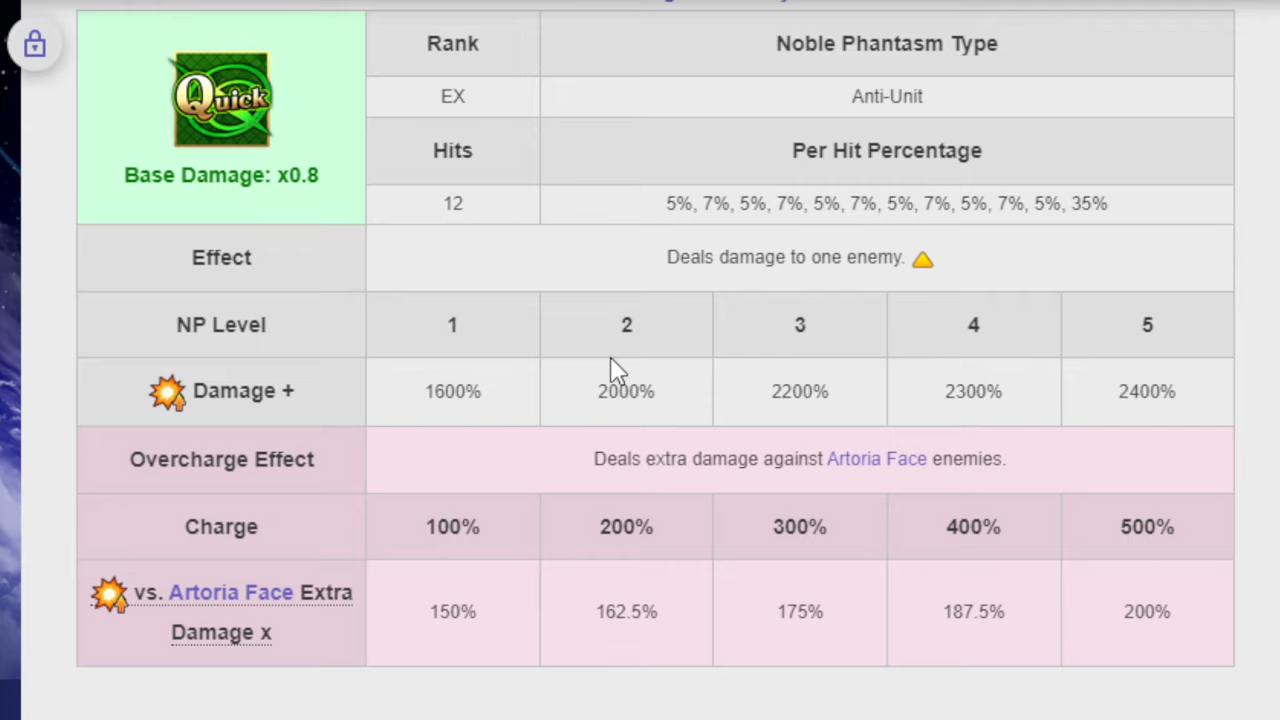 Rank
Noble Phantasm Type
Quick
EX
Anti-Unit
Hits
Per Hit Percentage
Base Damage: x0.8
12
5%, 7%, 5%, 7%, 5%, 7%, 5%, 7%, 5%, 7%, 5%, 35%
Effect
Deals damage to one enemy.
NP Level
1
2
3
4
5
Damage +
1600%
2000%
2200%
2300%
2400%
Overcharge Effect
Deals extra damage against Artoria Face enemies.
Charge
100%
200%
300%
400%
500%
vs. Artoria Face Extra
Damage x
150%
162.5%
175%
187.5%
200%